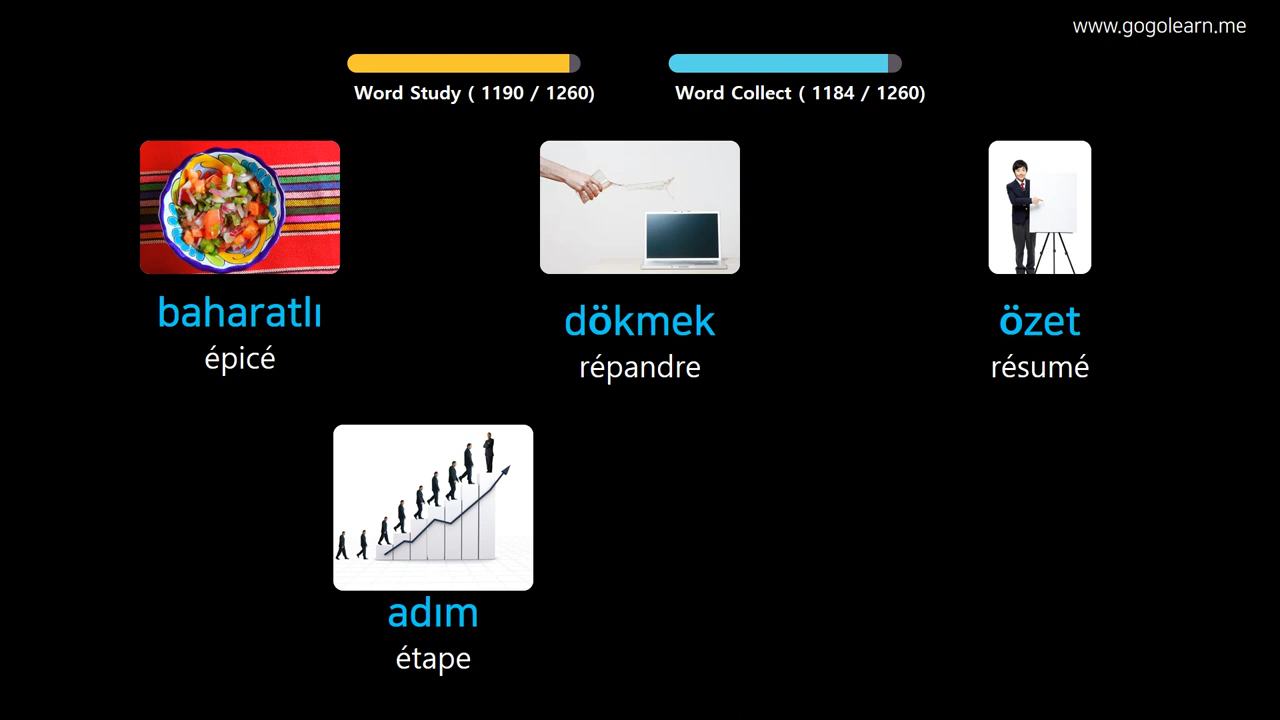 www.gogolearn.me
Word Study ( 1190 / 1260)
Word Collect ( 1184 / 1260)
baharatlı
épicé
dökmek
répandre
özet
résumé
adım
étape